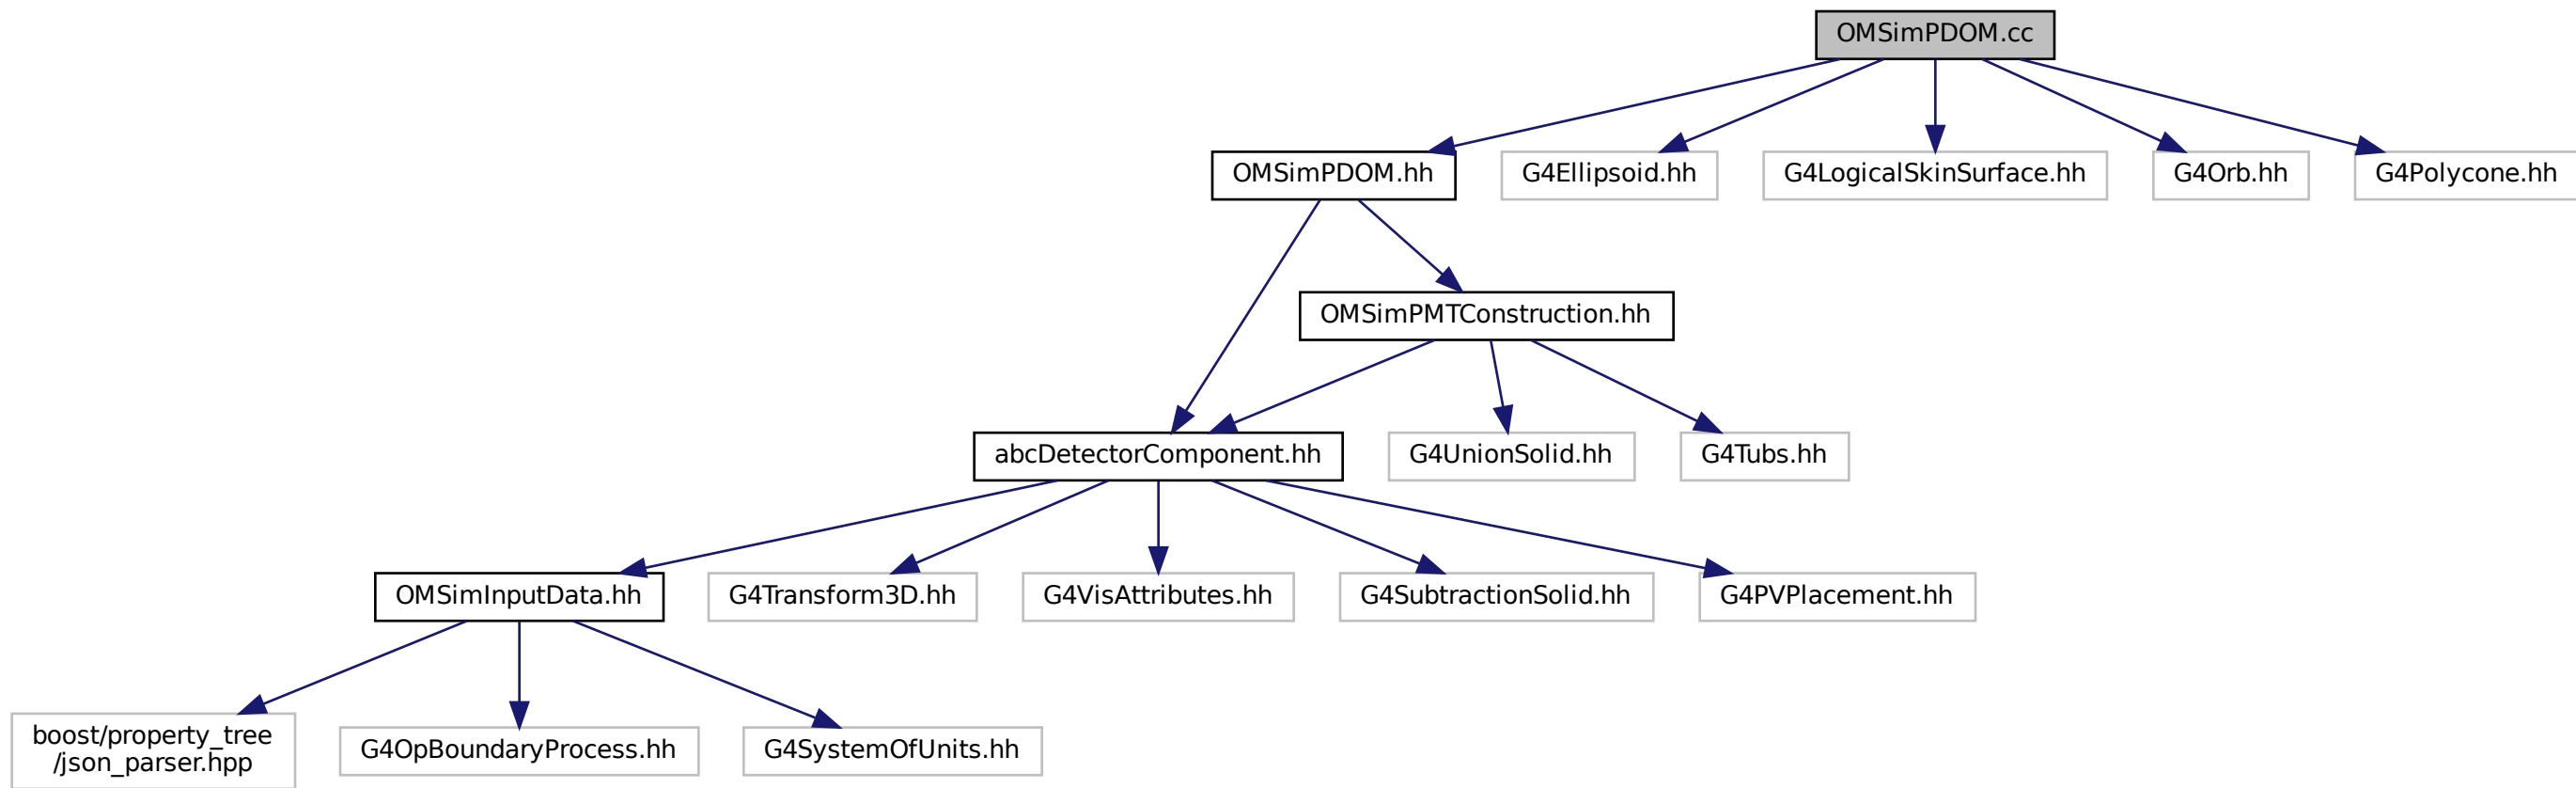 OMSimPDOM.cc
OMSimPDOM.hh
G4Ellipsoid.hh
G4LogicalSkinSurface.hh
G4Orb.hh
G4Polycone.hh
OMSimPMTConstruction.hh
abcDetectorComponent.hh
G4UnionSolid.hh
G4Tubs.hh
OMSimInputData.hh
G4Transform3D.hh
G4VisAttributes.hh
G4SubtractionSolid.hh
G4PVPlacement.hh
boost/property_tree
/json_parser.hpp
G4OpBoundaryProcess.hh
G4SystemOfUnits.hh